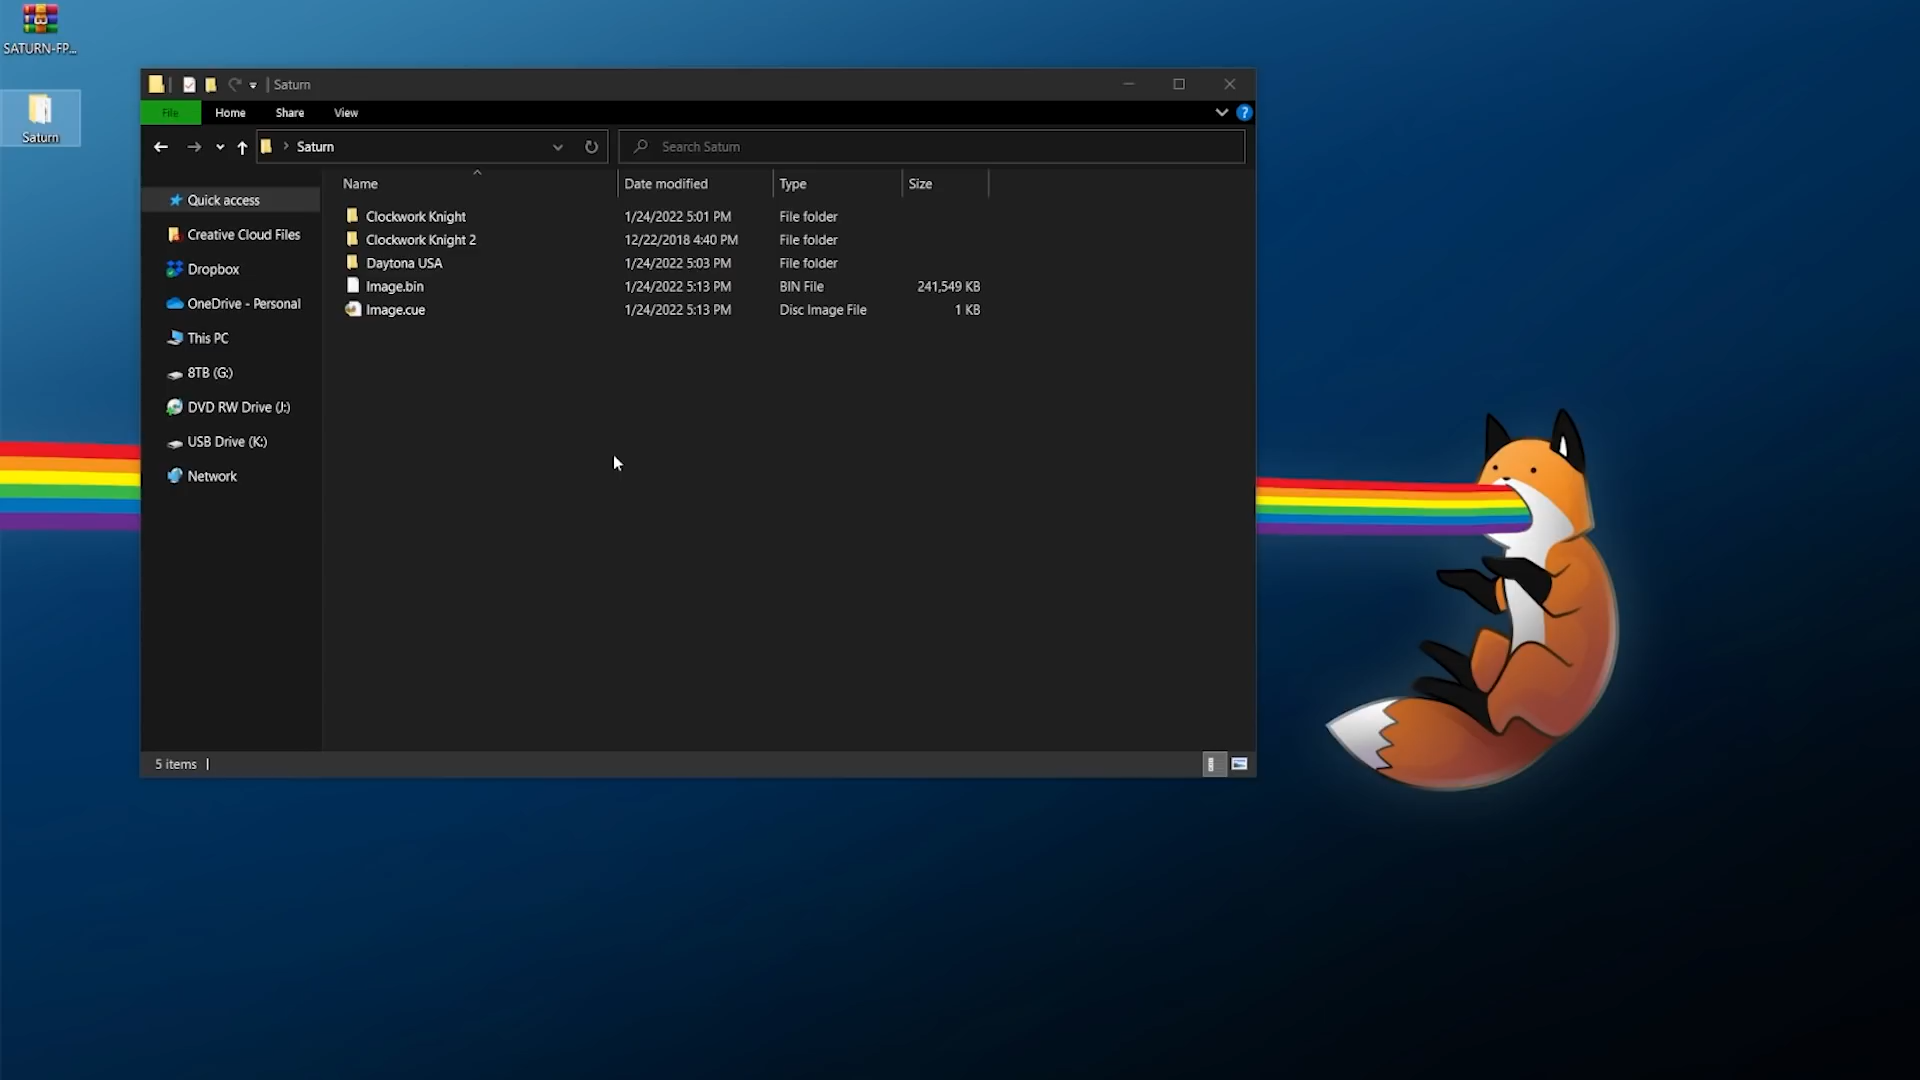 SATURN-FP...
Saturn
Saturn
File
Home
Share
View
Saturn
Search Saturn
Name
Date modified
Type
Size
Quick access
Creative Cloud Files
Dropbox
OneDrive - Personal
This PC
8TB (G:)
DVD RW Drive (J:)
USB Drive (K:)
Network
Clockwork Knight 1/24/2022 5:01 PM File folder
Clockwork Knight 2 12/22/2018 4:40 PM File folder
Daytona USA 1/24/2022 5:03 PM File folder
Image.bin 1/24/2022 5:13 PM BIN File 241,549 KB
Image.cue 1/24/2022 5:13 PM Disc Image File 1 KB
5 items